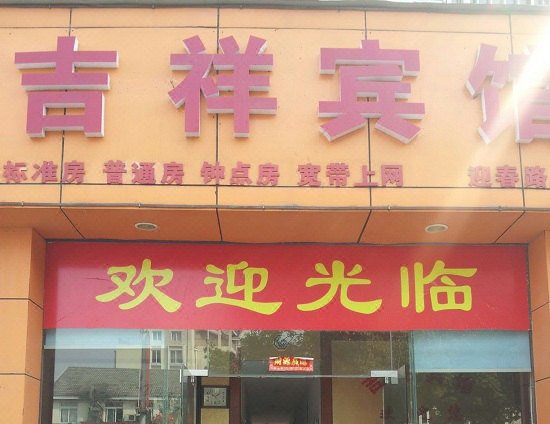 吉祥宾馆
标准房 普通房 钟点房 宽带上网 迎春路
欢迎光临